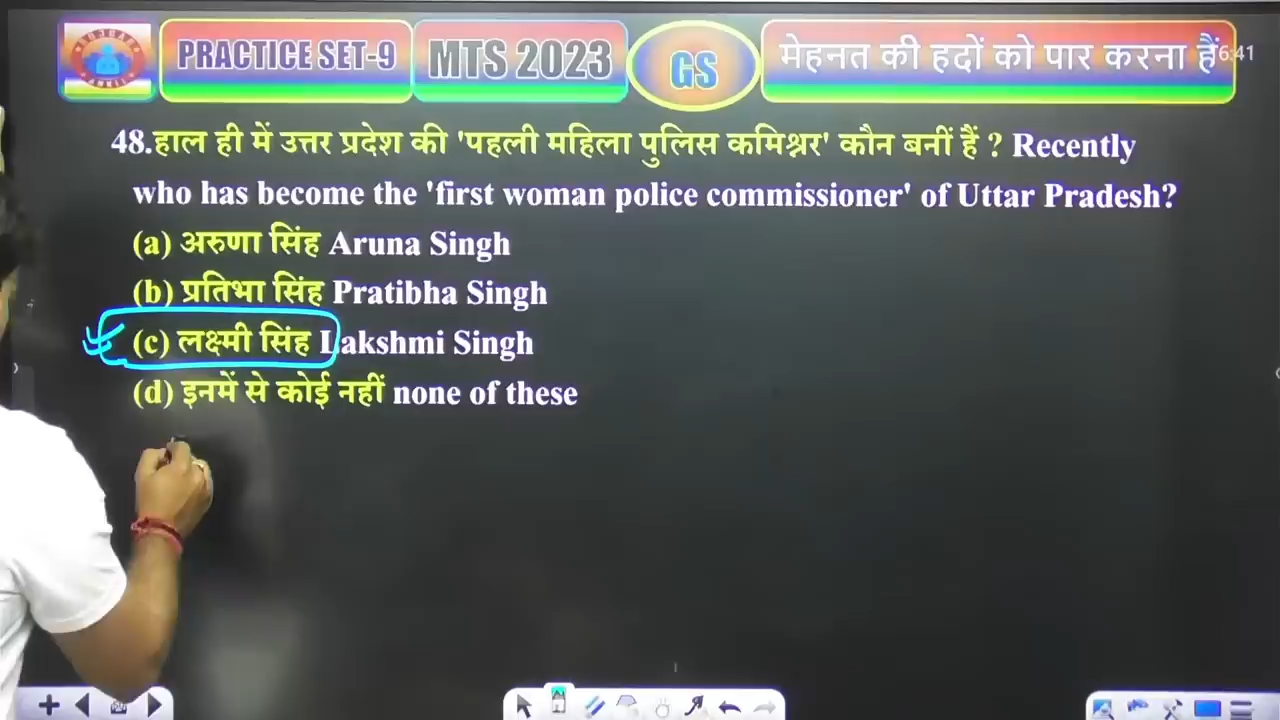 PRACTICE SET-9 MTS 2023 GS मेहनत की हदों को पार करना हैं 6:41
48.हाल ही में उत्तर प्रदेश की 'पहली महिला पुलिस कमिश्नर' कौन बनीं हैं ? Recently
who has become the 'first woman police commissioner' of Uttar Pradesh?
(a) अरुणा सिंह Aruna Singh
(b) प्रतिभा सिंह Pratibha Singh
(c) लक्ष्मी सिंह Lakshmi Singh
(d) इनमें से कोई नहीं none of these